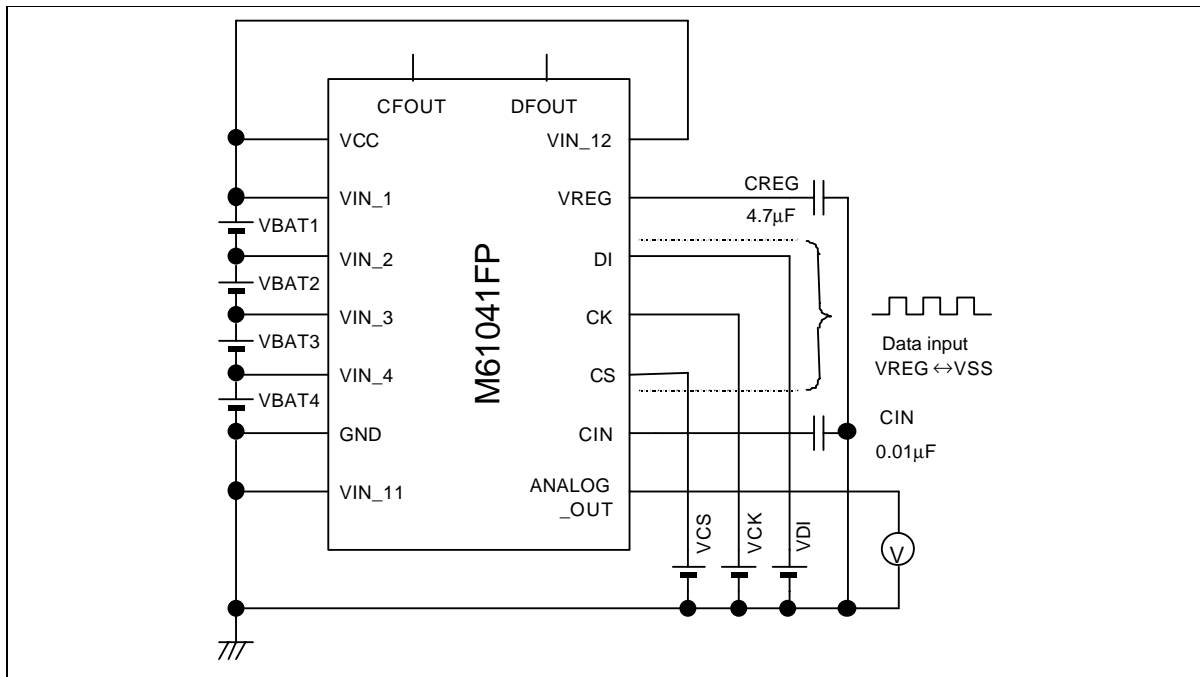 CFOUT
DFOUT
VCC
VIN_12
VIN_1
VREG
CREG
4.7µF
VBAT1
VIN_2
DI
VBAT2
VIN_3
CK
VBAT3
VIN_4
CS
VBAT4
GND
CIN
VIN_11
ANALOG
_OUT
M61041FP
Data input
VREG ↔VSS
CIN
0.01µF
VCS
VCK
VDI
V